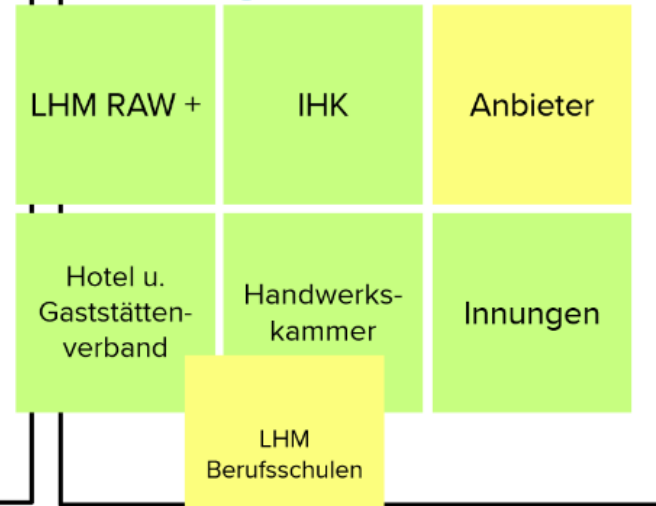 LHM RAW +
IHK
Anbieter
Hotel u.
Gaststätten-
verband
Handwerks-
kammer
Innungen
LHM
Berufsschulen